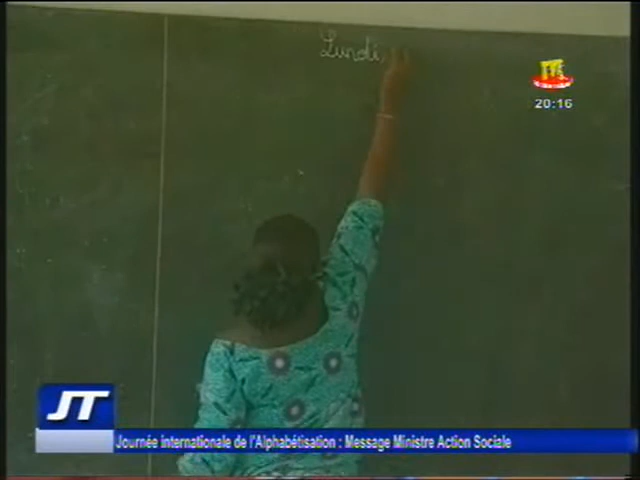 Lundi
20:16
JT
Journée internationale de l'Alphabétisation : Message Ministre Action Sociale